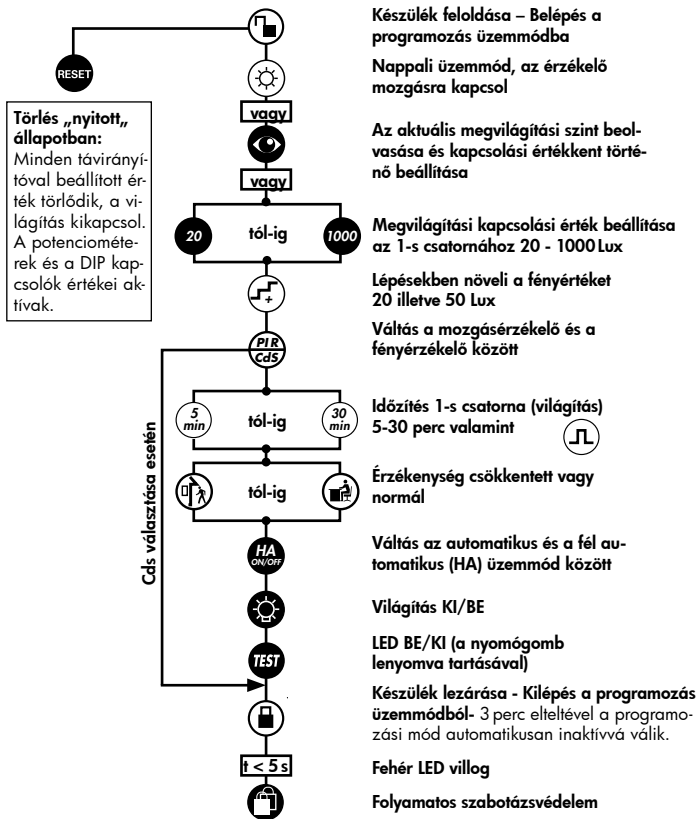 Készülék feloldása – Belépés a
programozás üzemmódba
RESET
Nappali üzemmód, az érzékelő
mozgásra kapcsol
Törlés „nyitott„
állapotban:
Minden távirányí-
tóval beállított ér-
ték törlődik, a vi-
lágítás kikapcsol.
A potenciométe-
rek és a DIP kap-
csolók értékei ak-
tívak.
vagy
Az aktuális megvilágítási szint beol-
vasása és kapcsolási értékkent törté-
nő beállítása
vagy
20 tól-ig 1000
Megvilágítási kapcsolási érték beállítása
az 1-s csatornához 20 - 1000 Lux
+
Lépésekben növeli a fényértéket
20 illetve 50 Lux
PIR
CdS
Váltás a mozgásérzékelő és a
fényérzékelő között
5
min
tól-ig
30
min
Időzítés 1-s csatorna (világítás)
5-30 perc valamint
tól-ig
Érzékenység csökkentett vagy
normál
Cds választása esetén
HA
ON/OFF
Váltás az automatikus és a fél au-
tomatikus (HA) üzemmód között
Világítás KI/BE
TEST
LED BE/KI (a nyomógomb
lenyomva tartásával)
Készülék lezárása - Kilépés a programozás
üzemmódból- 3 perc elteltével a programo-
zási mód automatikusan inaktívvá válik.
t < 5 s
Fehér LED villog
Folyamatos szabotázsvédelem